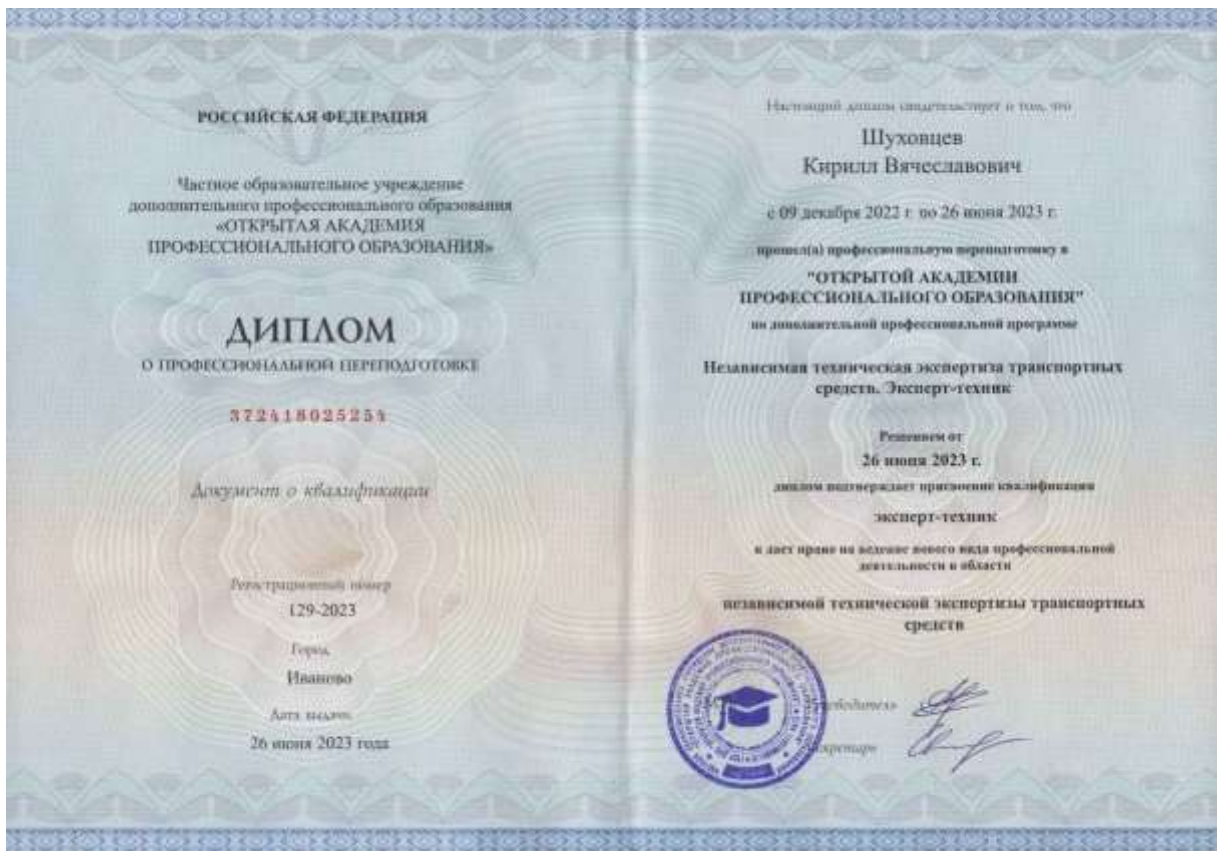 РОССИЙСКАЯ ФЕДЕРАЦИЯ
Частное образовательное учреждение
дополнительного профессионального образования
«ОТКРЫТАЯ АКАДЕМИЯ
ПРОФЕССИОНАЛЬНОГО ОБРАЗОВАНИЯ»
ДИПЛОМ
О ПРОФЕССИОНАЛЬНОЙ ПЕРЕПОДГОТОВКЕ
372418025254
Документ о квалификации
Регистрационный номер
129-2023
Город
Иваново
Дата выдачи
26 июня 2023 года
Настоящий диплом свидетельствует о том, что
Шуховцев
Кирилл Вячеславович
с 09 декабря 2022 г. по 26 июня 2023 г.
прошел(а) профессиональную переподготовку в
"ОТКРЫТОЙ АКАДЕМИИ
ПРОФЕССИОНАЛЬНОГО ОБРАЗОВАНИЯ"
по дополнительной профессиональной программе
Независимая техническая экспертиза транспортных
средств. Эксперт-техник
Решением от
26 июня 2023 г.
диплом подтверждает присвоение квалификации
эксперт-техник
и дает право на ведение нового вида профессиональной
деятельности в области
независимой технической экспертизы транспортных
средств